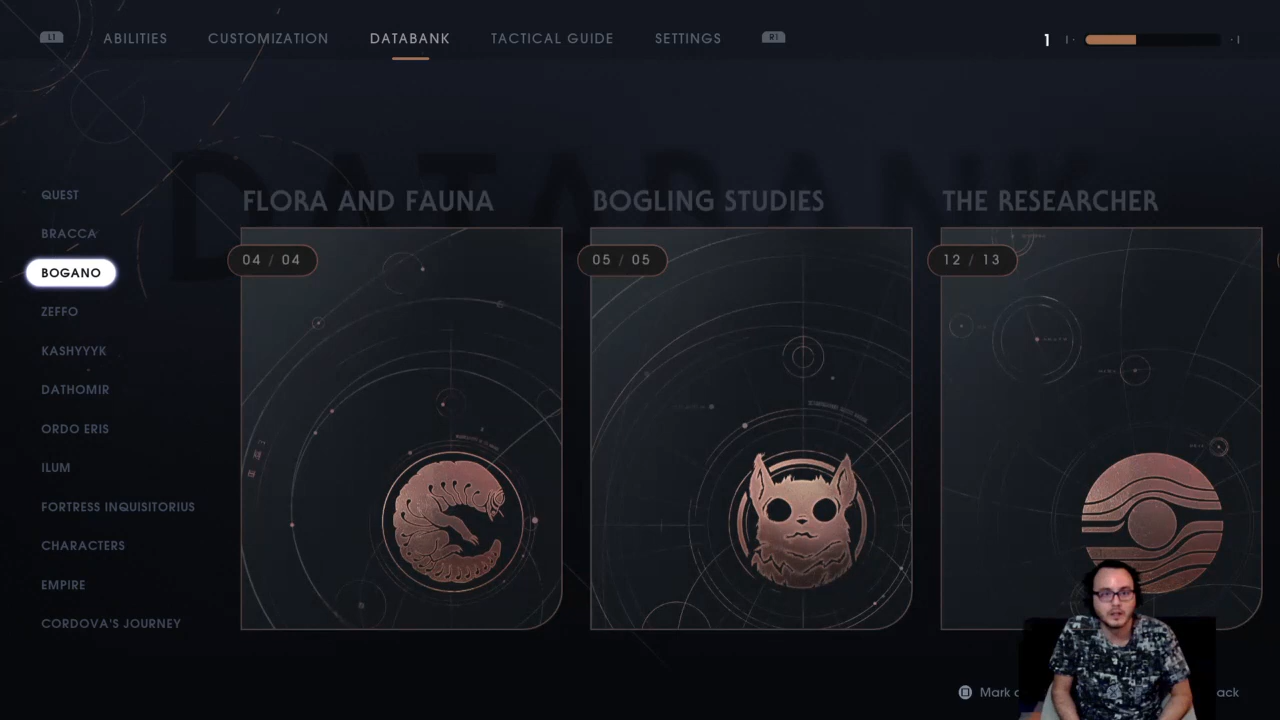 L1 ABILITIES CUSTOMIZATION DATABANK TACTICAL GUIDE SETTINGS R1 1
DATABANK
QUEST
BRACCA
BOGANO
ZEFFO
KASHYYYK
DATHOMIR
ORDO ERIS
ILUM
FORTRESS INQUISITORIUS
CHARACTERS
EMPIRE
CORDOVA'S JOURNEY
FLORA AND FAUNA
04 / 04
BOGLING STUDIES
05 / 05
THE RESEARCHER
12 / 13
Mark